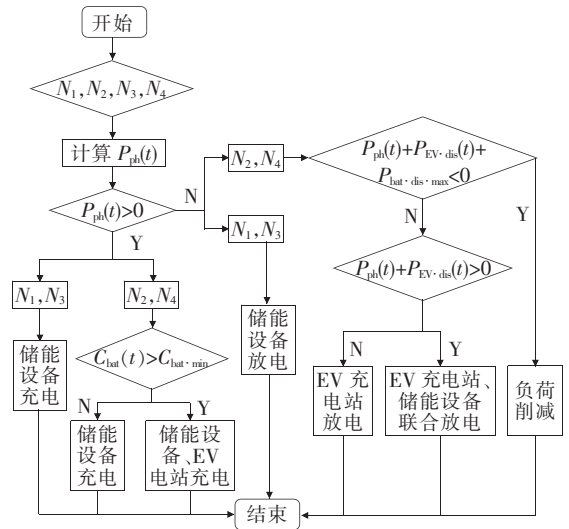 开始
N₁,N₂,N₃,N₄
计算 Pph(t)
Pph(t)>0
N
Y
N₁,N₃
储能
设备
充电
N₂,N₄
Cbat(t)>Cbat·min
N
Y
储能
设备
充电
储能设
备、EV
电站充电
N₂,N₄
N₁,N₃
储能
设备
放电
Pph(t)+PEV·dis(t)+
Pbat·dis·max<0
N
Y
Pph(t)+PEV·dis(t)>0
N
Y
EV 充
电站
放电
EV 充电站、
储能设备
联合放电
负荷
削减
结束